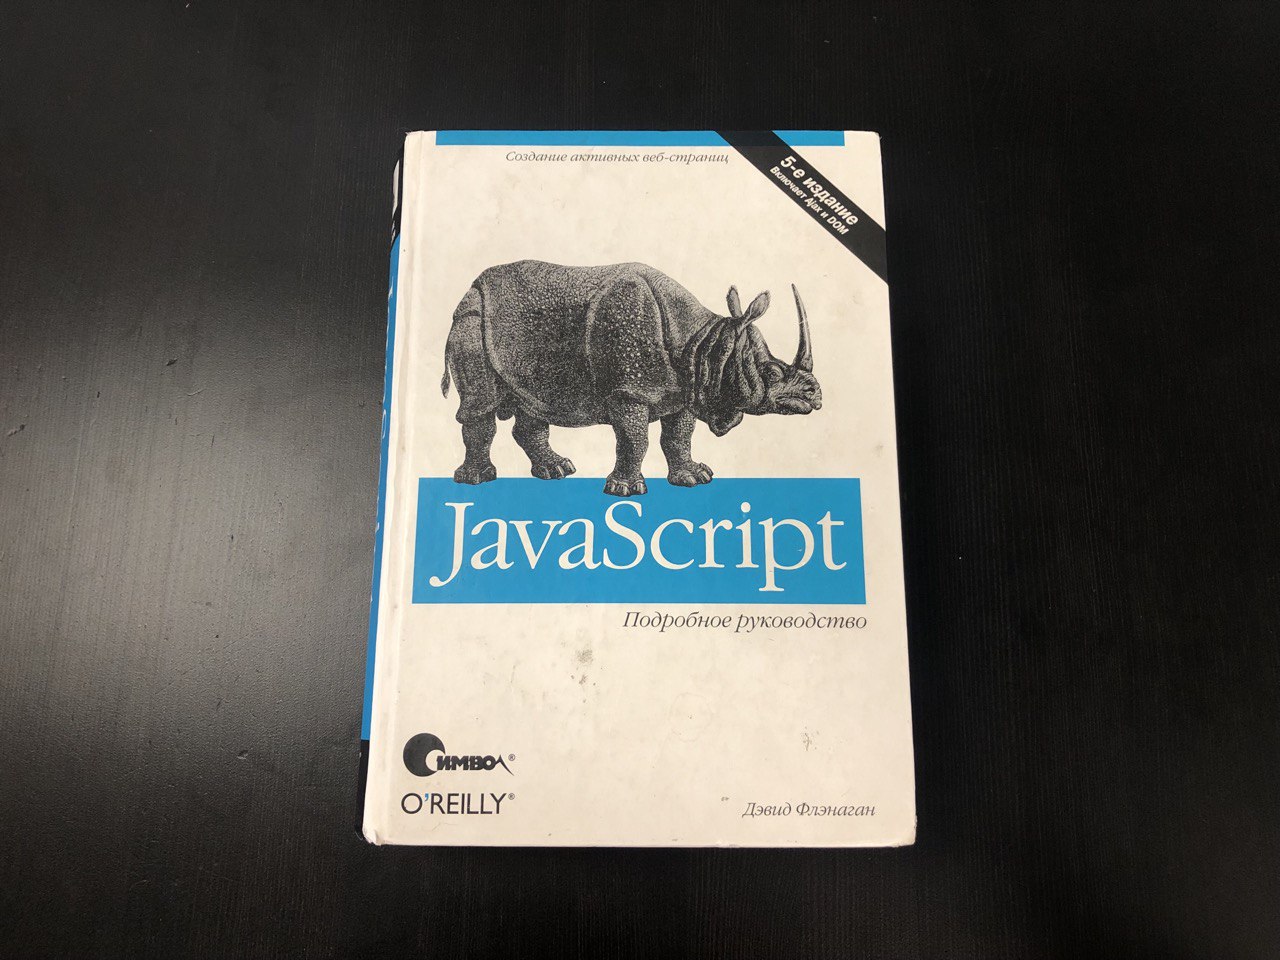 Создание активных веб-страниц
5-е издание
Включает Ajax и DOM
JavaScript
Подробное руководство
Символ®
O'REILLY®
Дэвид Флэнаган